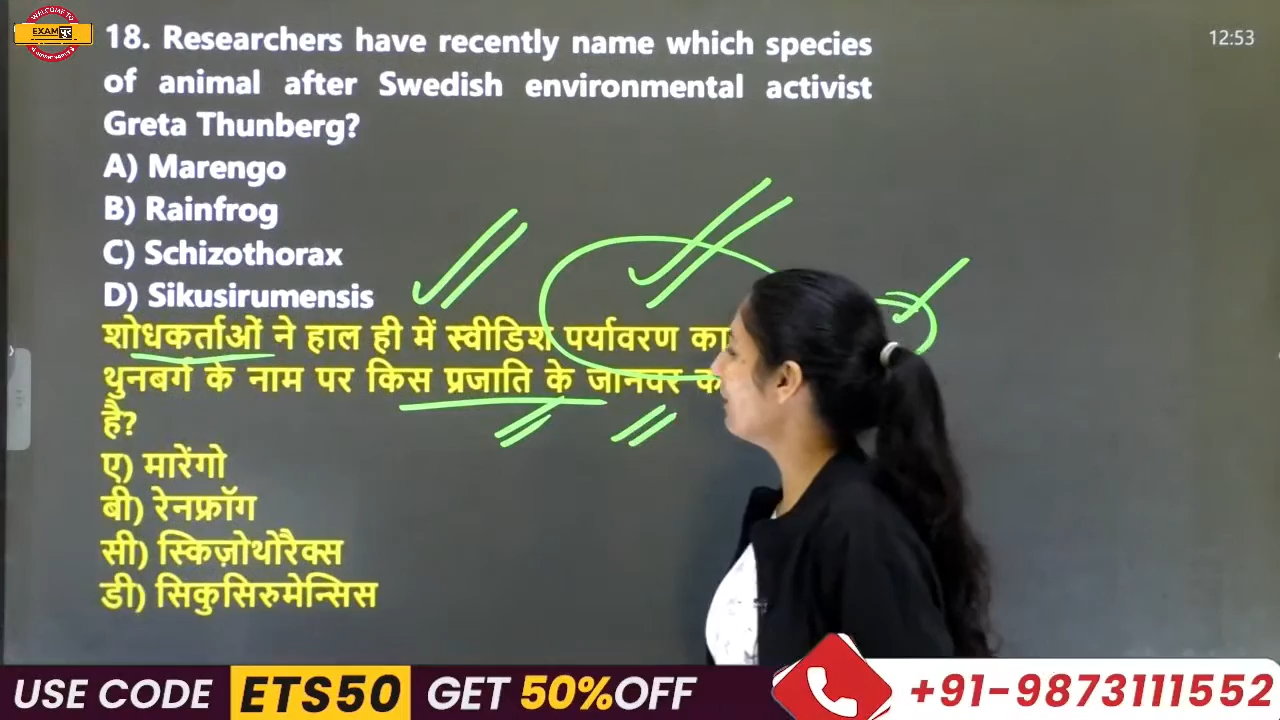 WELCOME TO
EXAM पुर
12:53
18. Researchers have recently name which species
of animal after Swedish environmental activist
Greta Thunberg?
A) Marengo
B) Rainfrog
C) Schizothorax
D) Sikusirumensis
शोधकर्ताओं ने हाल ही में स्वीडिश पर्यावरण
थुनबर्ग के नाम पर किस प्रजाति के जानवर
है?
ए) मारेंगो
बी) रेनफ्रॉग
सी) स्किज़ोथोरैक्स
डी) सिकुसिरुमेन्सिस
USE CODE ETS50 GET 50%OFF
+91-9873111552